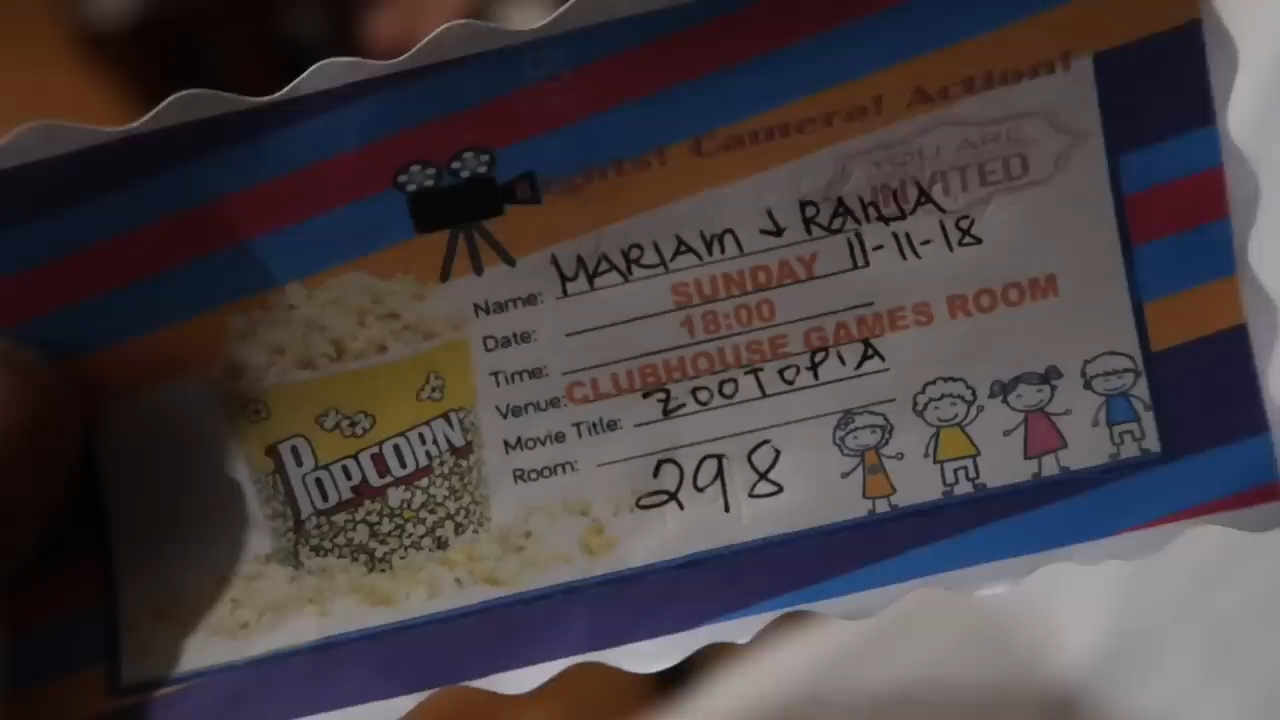 Lights! Camera! Action!
YOU ARE
INVITED
Name: MARIAM & RANIA
Date: SUNDAY 11-11-18
Time: 18:00
Venue: CLUBHOUSE GAMES ROOM
Movie Title: ZOOTOPIA
Room: 298
POPCORN